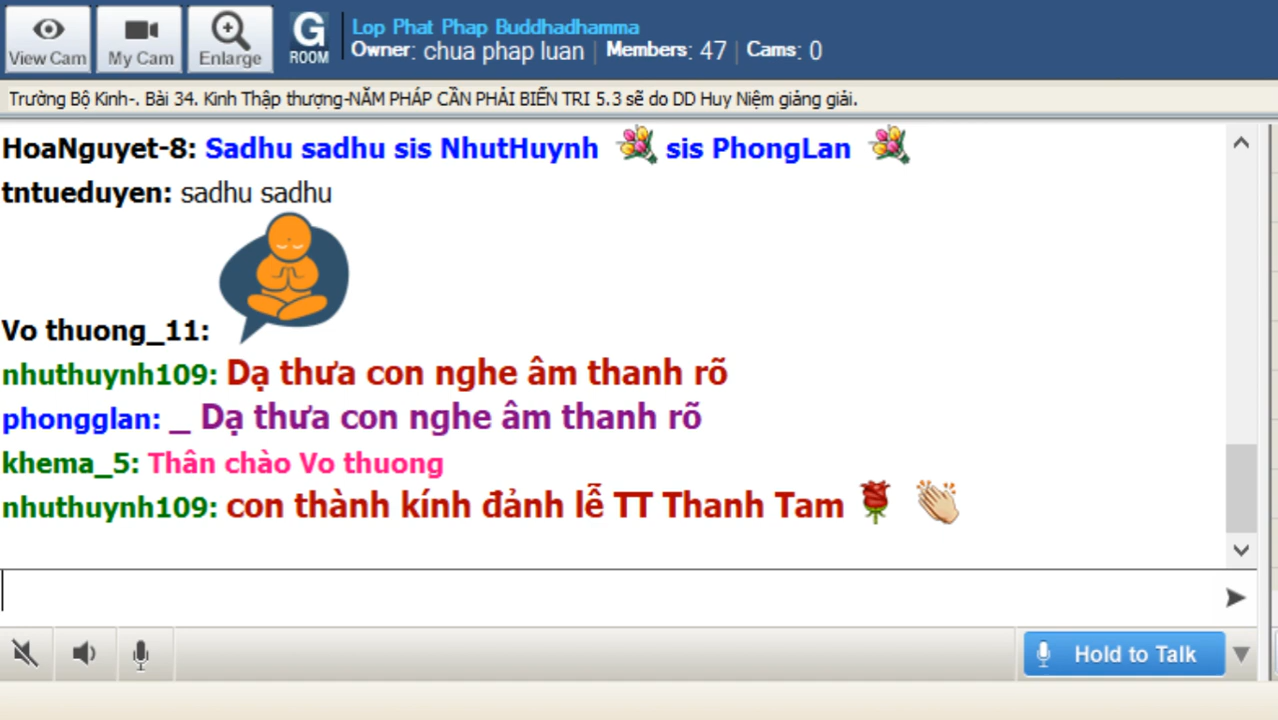 View Cam
My Cam
Enlarge
G
ROOM
Lop Phat Phap Buddhadhamma
Owner: chua phap luan | Members: 47 | Cams: 0
Trường Bộ Kinh-. Bài 34. Kinh Thập thượng-NĂM PHÁP CẦN PHẢI BIẾN TRI 5.3 sẽ do DD Huy Niệm giảng giải.
HoaNguyet-8: Sadhu sadhu sis NhutHuynh sis PhongLan
tntueduyen: sadhu sadhu
Vo thuong_11:
nhuthuynh109: Dạ thưa con nghe âm thanh rõ
phongglan: _ Dạ thưa con nghe âm thanh rõ
khema_5: Thân chào Vo thuong
nhuthuynh109: con thành kính đảnh lễ TT Thanh Tam
Hold to Talk